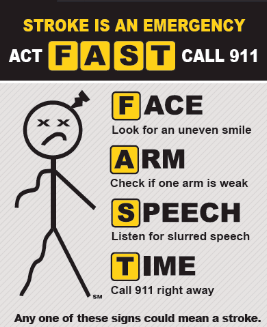 STROKE IS AN EMERGENCY
ACT FAST CALL 911
FACE
Look for an uneven smile
ARM
Check if one arm is weak
SPEECH
Listen for slurred speech
TIME
Call 911 right away
SM
Any one of these signs could mean a stroke.